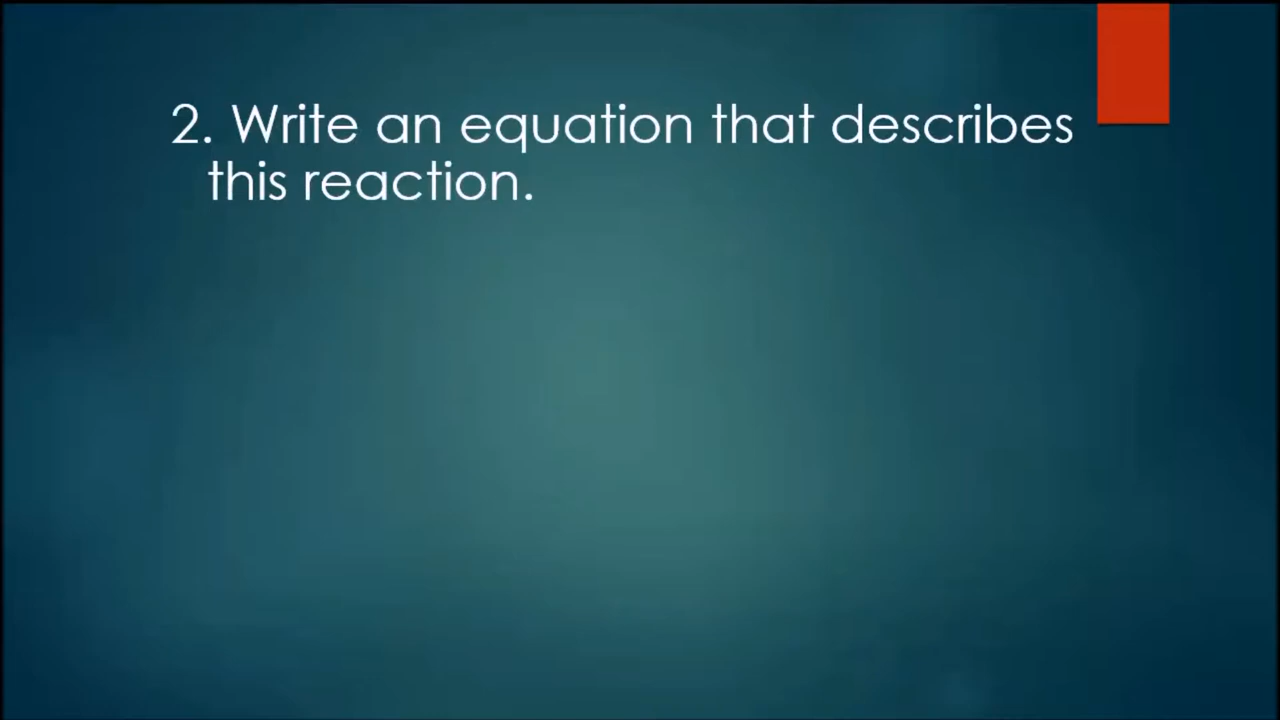 2. Write an equation that describes
this reaction.